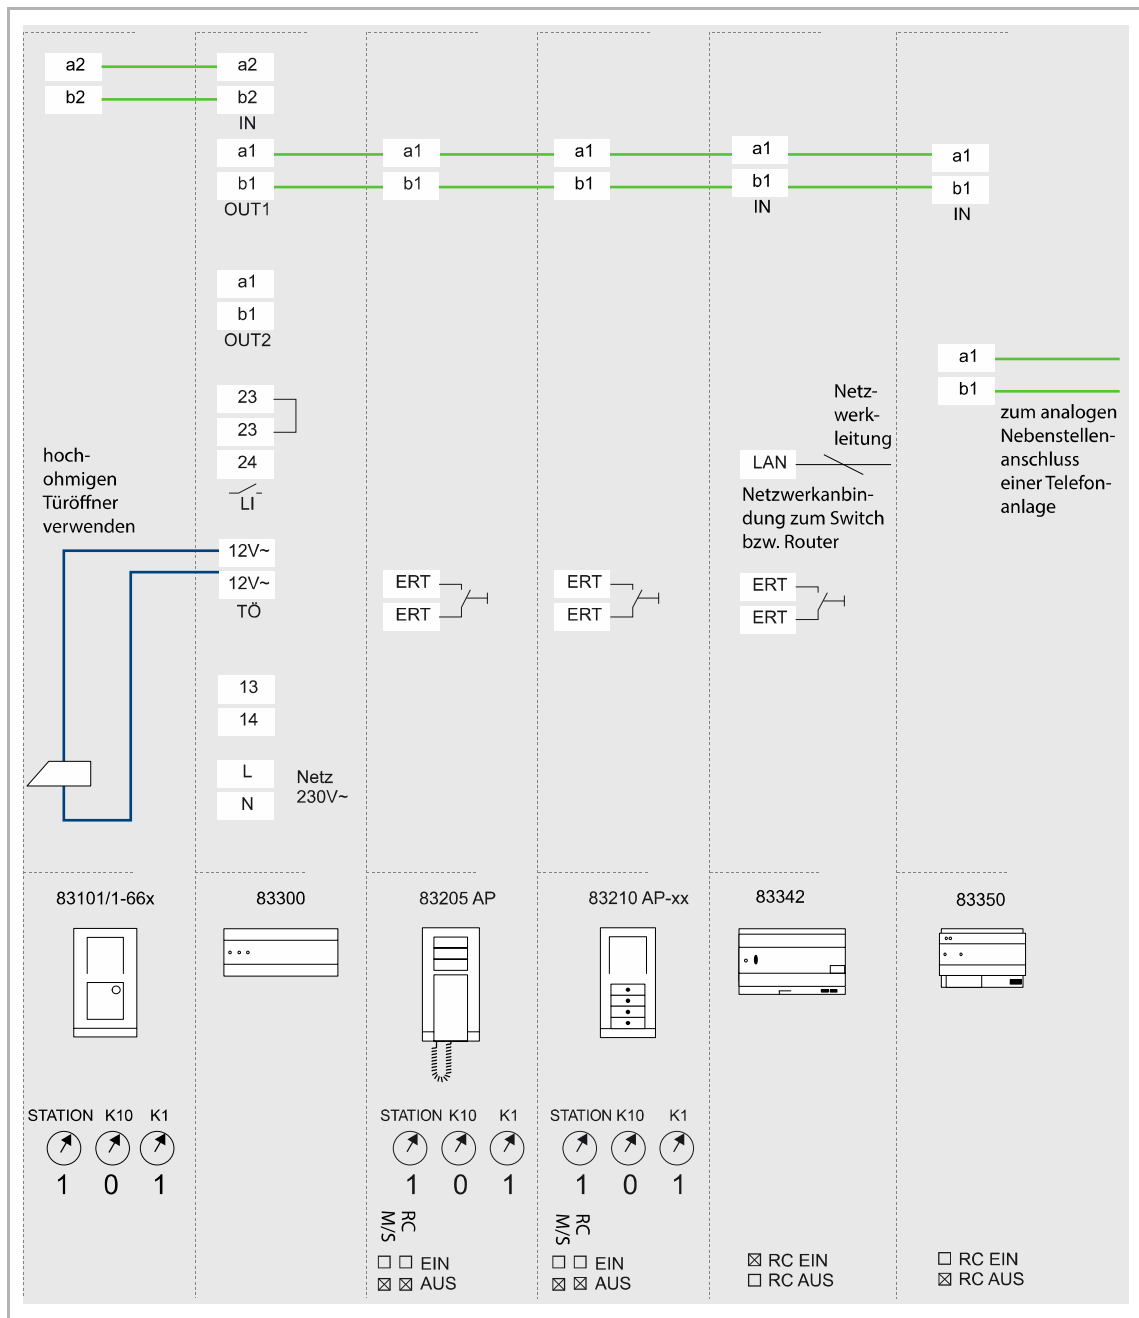 a2
b2
hoch-
ohmigen
Türöffner
verwenden
83101/1-66x
STATION K10 K1
1 0 1
a2
b2
IN
a1
b1
OUT1
a1
b1
OUT2
23
23
24
LI
12V~
12V~
TÖ
13
14
L
N
Netz
230V~
83300
a1
b1
ERT
ERT
83205 AP
STATION K10 K1
1 0 1
M/S RC
EIN
AUS
a1
b1
ERT
ERT
83210 AP-xx
STATION K10 K1
1 0 1
M/S RC
EIN
AUS
a1
b1
IN
Netz-
werk-
leitung
LAN
Netzwerkanbin-
dung zum Switch
bzw. Router
ERT
ERT
83342
RC EIN
RC AUS
a1
b1
IN
a1
b1
zum analogen
Nebenstellen-
anschluss
einer Telefon-
anlage
83350
RC EIN
RC AUS